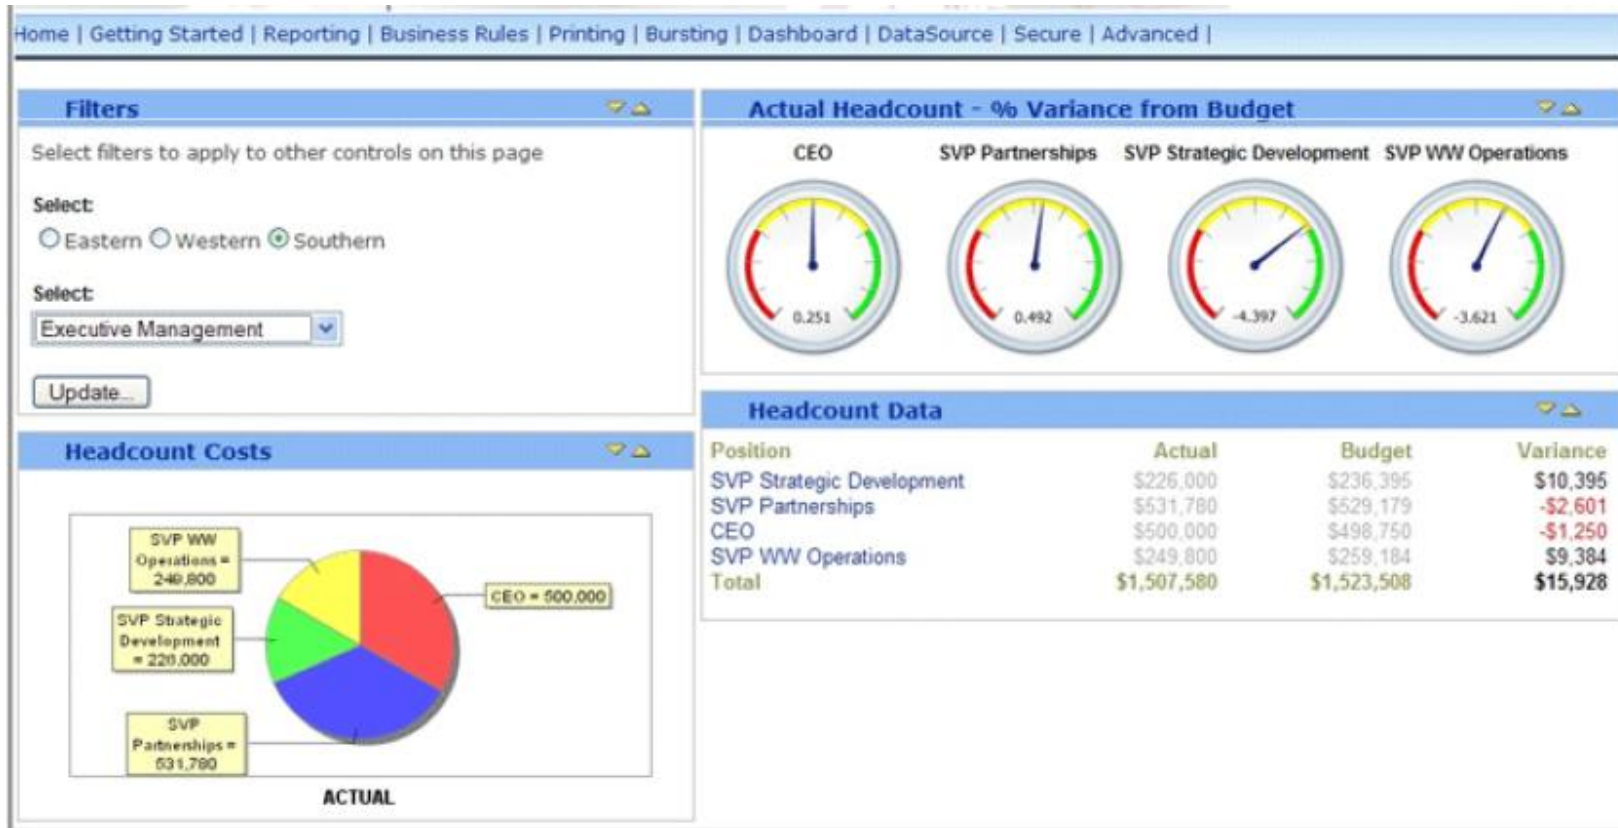 Home | Getting Started | Reporting | Business Rules | Printing | Bursting | Dashboard | DataSource | Secure | Advanced |
Filters
Select filters to apply to other controls on this page
Select:
Eastern Western Southern
Select:
Executive Management
Update...
Headcount Costs
SVP WW
Operations =
249,800
SVP Strategic
Development
= 226,000
SVP
Partnerships =
531,780
CEO = 500,000
ACTUAL
Actual Headcount - % Variance from Budget
CEO SVP Partnerships SVP Strategic Development SVP WW Operations
0.251 0.492 -4.397 -3.621
Headcount Data
Position Actual Budget Variance
SVP Strategic Development $226,000 $236,395 $10,395
SVP Partnerships $531,780 $529,179 -$2,601
CEO $500,000 $498,750 -$1,250
SVP WW Operations $249,800 $259,184 $9,384
Total $1,507,580 $1,523,508 $15,928